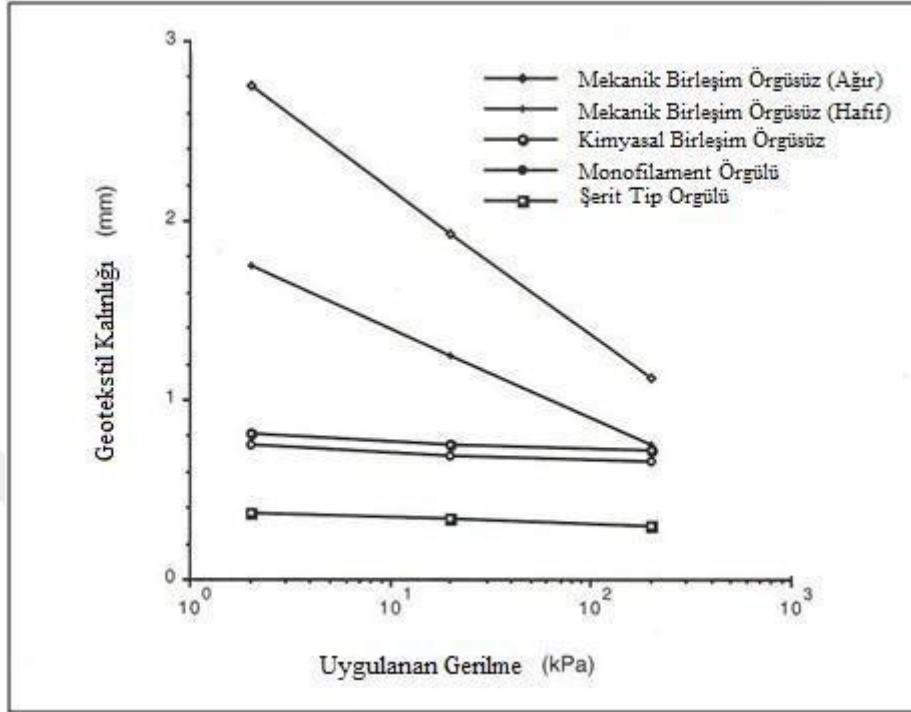 3
Mekanik Birleşim Örgüsüz (Ağır)
Mekanik Birleşim Örgüsüz (Hafif)
Kimyasal Birleşim Örgüsüz
Monofilament Örgülü
Şerit Tip Orgülü
2
Geotekstil Kalınlığı (mm)
1
0
10⁰ 10¹ 10² 10³
Uygulanan Gerilme (kPa)